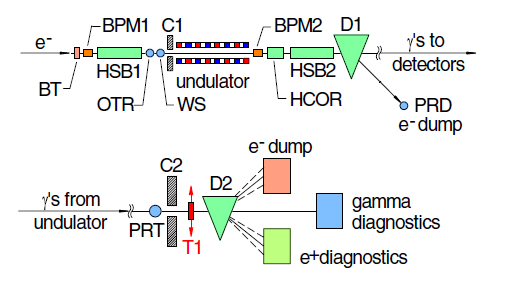 BPM1
C1
BPM2
D1
e-
γ's to
detectors
HSB1
undulator
HSB2
BT
OTR
WS
HCOR
PRD
e- dump
e- dump
C2
D2
γ's from
undulator
PRT
T1
gamma
diagnostics
e+diagnostics